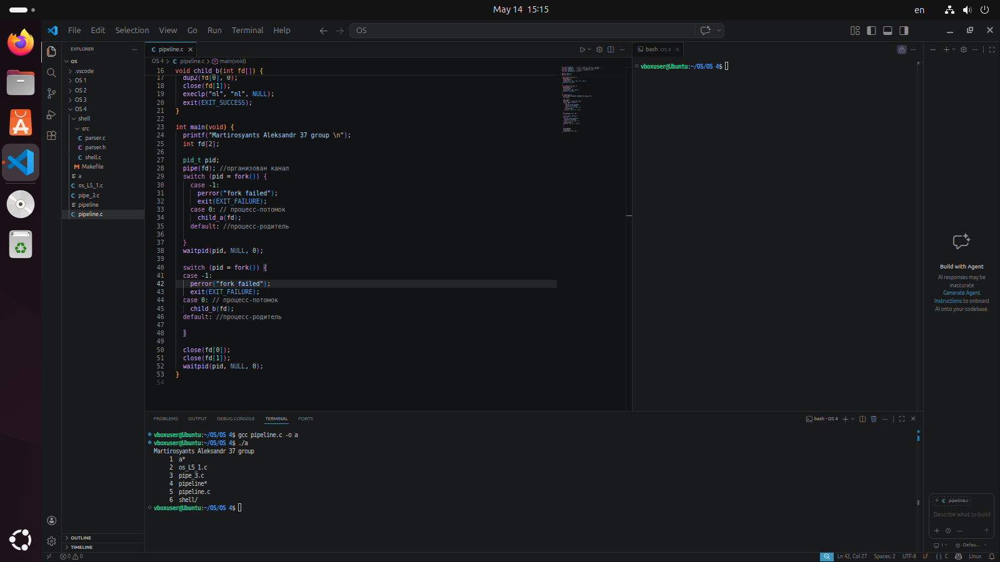 May 14 15:15
en
File Edit Selection View Go Run Terminal Help
OS
EXPLORER
OS
.vscode
OS 1
OS 2
OS 3
OS 4
shell
src
parser.c
parser.h
shell.c
Makefile
a
os_L5_1.c
pipe_3.c
pipeline
pipeline.c
OUTLINE
TIMELINE
pipeline.c
OS 4 > pipeline.c > main(void)
16 void child_b(int fd[]) {
17 dup2(fd[0], 0);
18 close(fd[1]);
19 execlp("nl", "nl", NULL);
20 exit(EXIT_SUCCESS);
21 }
22
23 int main(void) {
24 printf("Martirosyants Aleksandr 37 group \n");
25 int fd[2];
26
27 pid_t pid;
28 pipe(fd); //организован канал
29 switch (pid = fork()) {
30 case -1:
31 perror("fork failed");
32 exit(EXIT_FAILURE);
33 case 0: // процесс-потомок
34 child_a(fd);
35 default: //процесс-родитель
36
37 }
38 waitpid(pid, NULL, 0);
39
40 switch (pid = fork()) {
41 case -1:
42 perror("fork failed");
43 exit(EXIT_FAILURE);
44 case 0: // процесс-потомок
45 child_b(fd);
46 default: //процесс-родитель
47
48 }
49
50 close(fd[0]);
51 close(fd[1]);
52 waitpid(pid, NULL, 0);
53 }
54
bash OS 4
vboxuser@Ubuntu:~/OS/OS 4$
Build with Agent
AI responses may be
inaccurate
Generate Agent
Instructions to onboard
AI onto your codebase.
pipeline.c
Describe what to build
Defau...
PROBLEMS OUTPUT DEBUG CONSOLE TERMINAL PORTS
bash - OS 4
vboxuser@Ubuntu:~/OS/OS 4$ gcc pipeline.c -o a
vboxuser@Ubuntu:~/OS/OS 4$ ./a
Martirosyants Aleksandr 37 group
1 a*
2 os_L5_1.c
3 pipe_3.c
4 pipeline*
5 pipeline.c
6 shell/
vboxuser@Ubuntu:~/OS/OS 4$
0 0
Ln 42, Col 27 Spaces: 2 UTF-8 LF { } C Linux